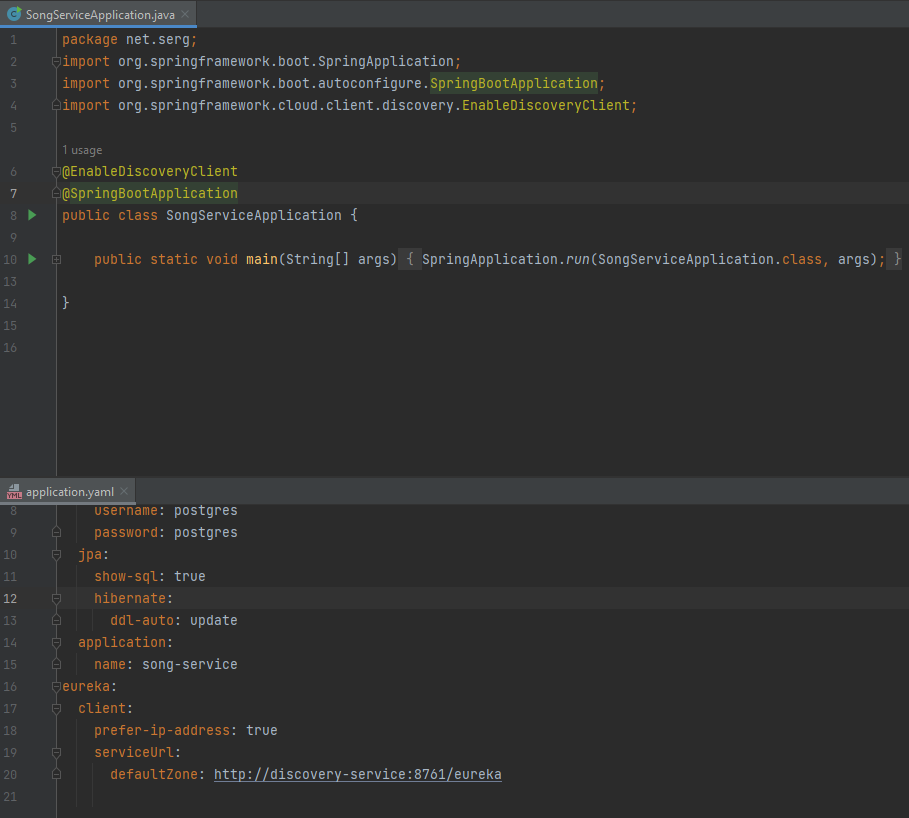 SongServiceApplication.java
1 package net.serg;
2 import org.springframework.boot.SpringApplication;
3 import org.springframework.boot.autoconfigure.SpringBootApplication;
4 import org.springframework.cloud.client.discovery.EnableDiscoveryClient;
5
1 usage
6 @EnableDiscoveryClient
7 @SpringBootApplication
8 public class SongServiceApplication {
9
10 public static void main(String[] args) { SpringApplication.run(SongServiceApplication.class, args); }
13
14 }
15
16
application.yaml
8 username: postgres
9 password: postgres
10 jpa:
11 show-sql: true
12 hibernate:
13 ddl-auto: update
14 application:
15 name: song-service
16 eureka:
17 client:
18 prefer-ip-address: true
19 serviceUrl:
20 defaultZone: http://discovery-service:8761/eureka
21